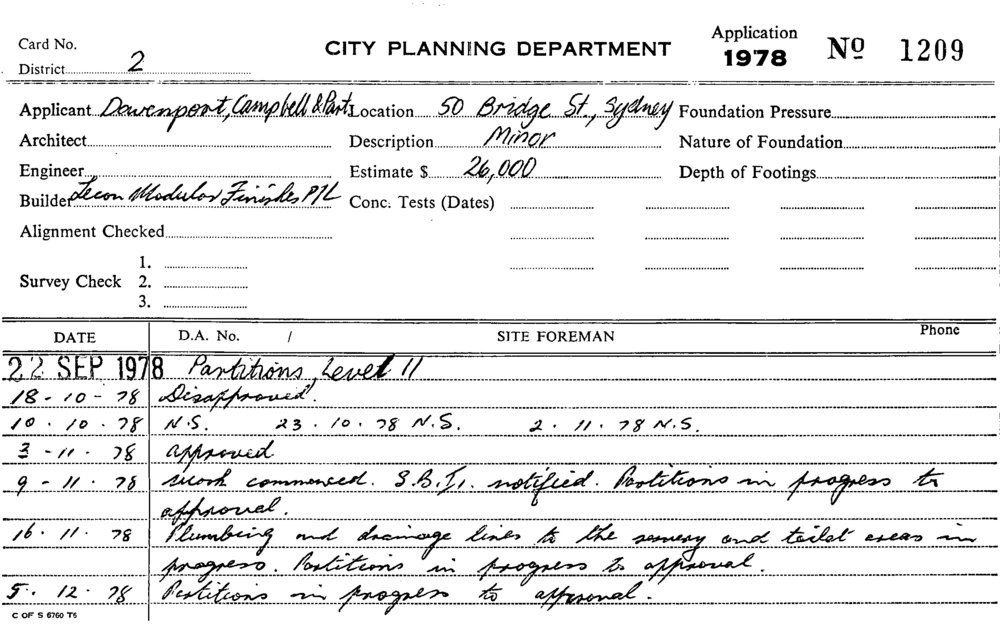 Card No. CITY PLANNING DEPARTMENT Application 1978 Nº 1209
District 2
Applicant Davenport, Campbell & Parts Location 50 Bridge St., Sydney Foundation Pressure
Architect Description Minor Nature of Foundation
Engineer Estimate $ 26,000 Depth of Footings
Builder Tecon Modular Finishes P/L Conc. Tests (Dates)
Alignment Checked
1.
Survey Check 2.
3.
DATE D.A. No. / SITE FOREMAN Phone
22 SEP 1978 Partitions, Level 11
18-10-78 Disapproved.
10.10.78 N.S. 23.10.78 N.S. 2.11.78 N.S.
3-11.78 approved
9-11.78 work commenced. S.B.I. notified. Partitions in progress to
approval.
16.11.78 Plumbing and drainage lines to the servery and toilet areas in
progress. Partitions in progress to approval.
5.12.78 Partitions in progress to approval.
C OF S 6760 T6